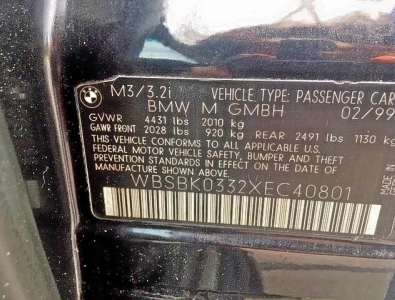 M3/3.2i VEHICLE TYPE: PASSENGER CAR
BMW M GMBH 02/99
GVWR 4431 lbs 2010 kg
GAWR FRONT 2028 lbs 920 kg REAR 2491 lbs 1130 kg
THIS VEHICLE CONFORMS TO ALL APPLICABLE
FEDERAL MOTOR VEHICLE SAFETY, BUMPER AND THEFT
PREVENTION STANDARDS IN EFFECT ON THE DATE OF
MANUFACTURE SHOWN ABOVE
WBSBK0332XEC40801